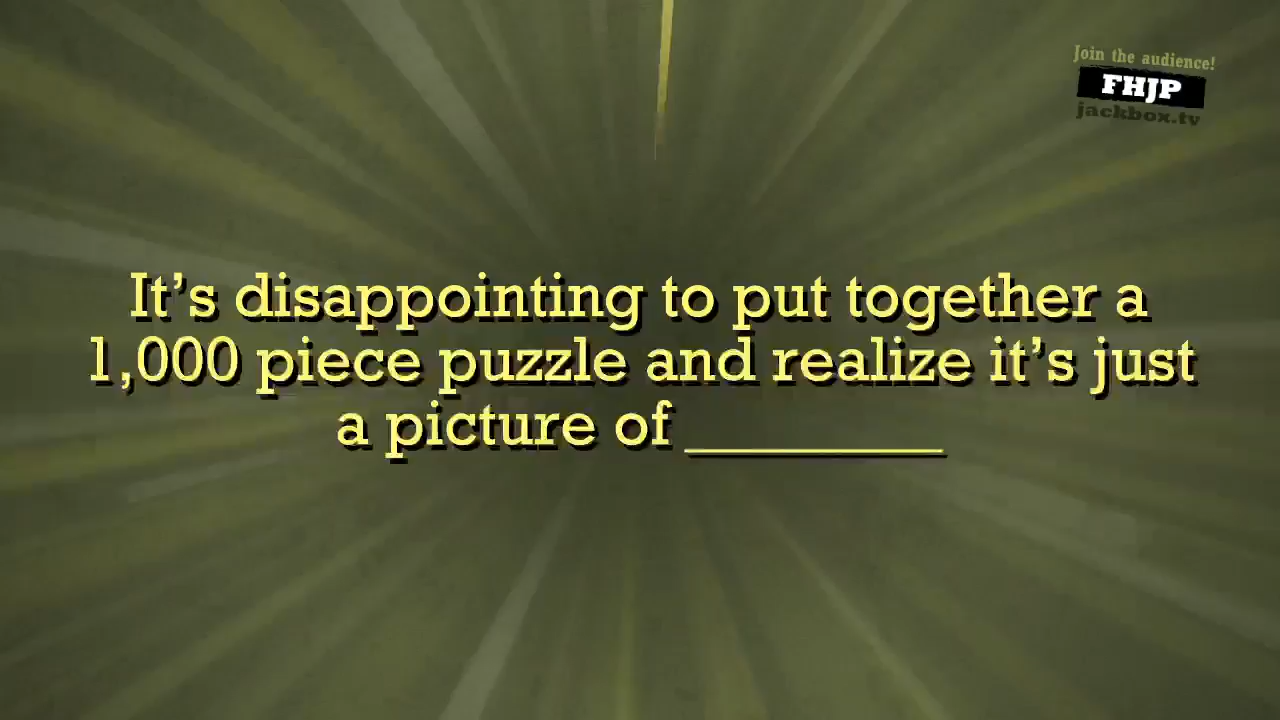 Join the audience!
FHJP
jackbox.tv
It's disappointing to put together a
1,000 piece puzzle and realize it's just
a picture of _________